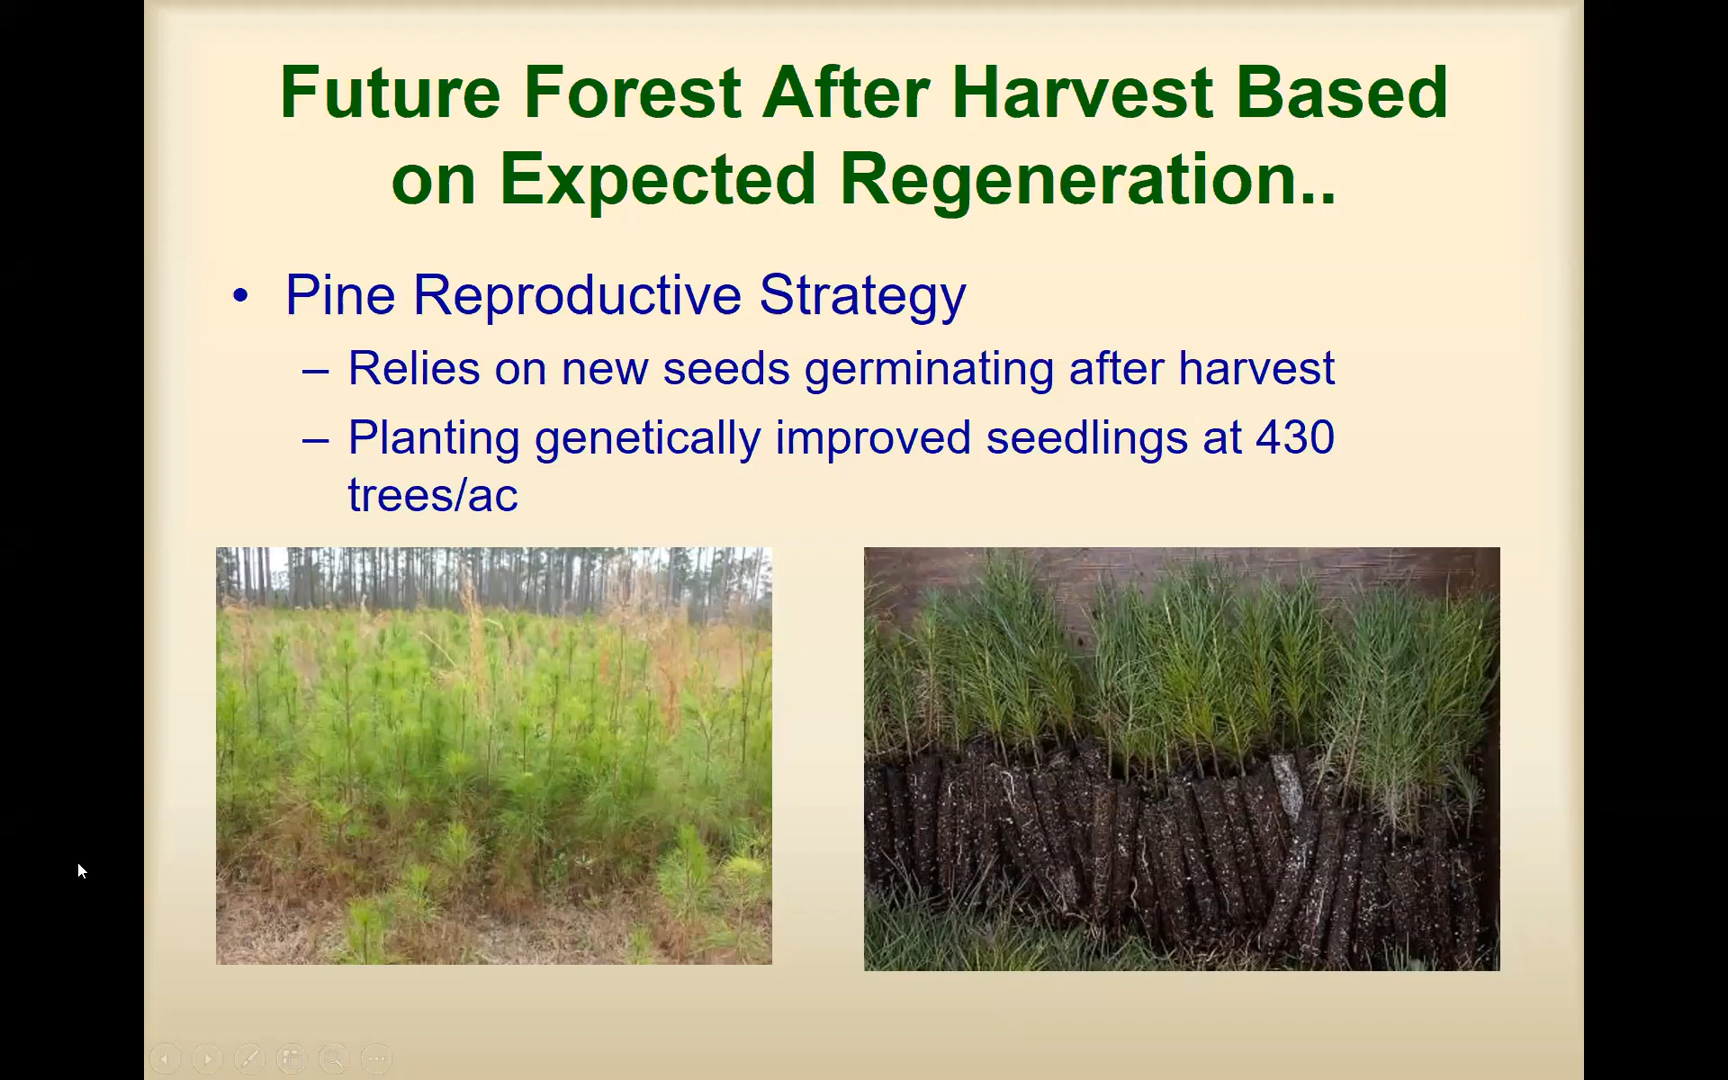 Future Forest After Harvest Based
on Expected Regeneration..
• Pine Reproductive Strategy
– Relies on new seeds germinating after harvest
– Planting genetically improved seedlings at 430
trees/ac